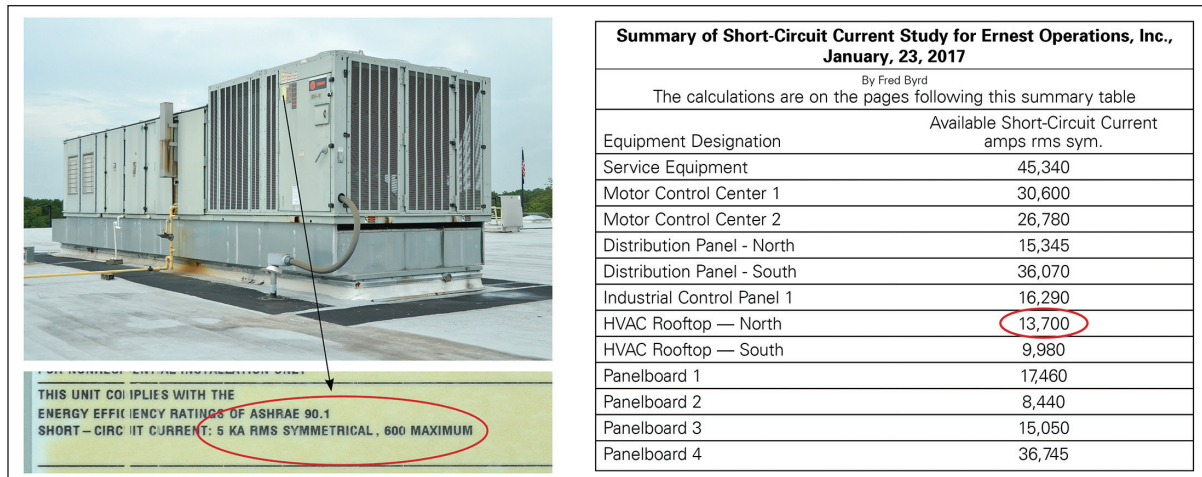 THIS UNIT COMPLIES WITH THE
ENERGY EFFICIENCY RATINGS OF ASHRAE 90.1
SHORT-CIRCUIT CURRENT: 5 KA RMS SYMMETRICAL, 600 MAXIMUM
Summary of Short-Circuit Current Study for Ernest Operations, Inc.,
January, 23, 2017
By Fred Byrd
The calculations are on the pages following this summary table
Equipment Designation Available Short-Circuit Current
amps rms sym.
Service Equipment 45,340
Motor Control Center 1 30,600
Motor Control Center 2 26,780
Distribution Panel - North 15,345
Distribution Panel - South 36,070
Industrial Control Panel 1 16,290
HVAC Rooftop — North 13,700
HVAC Rooftop — South 9,980
Panelboard 1 17,460
Panelboard 2 8,440
Panelboard 3 15,050
Panelboard 4 36,745